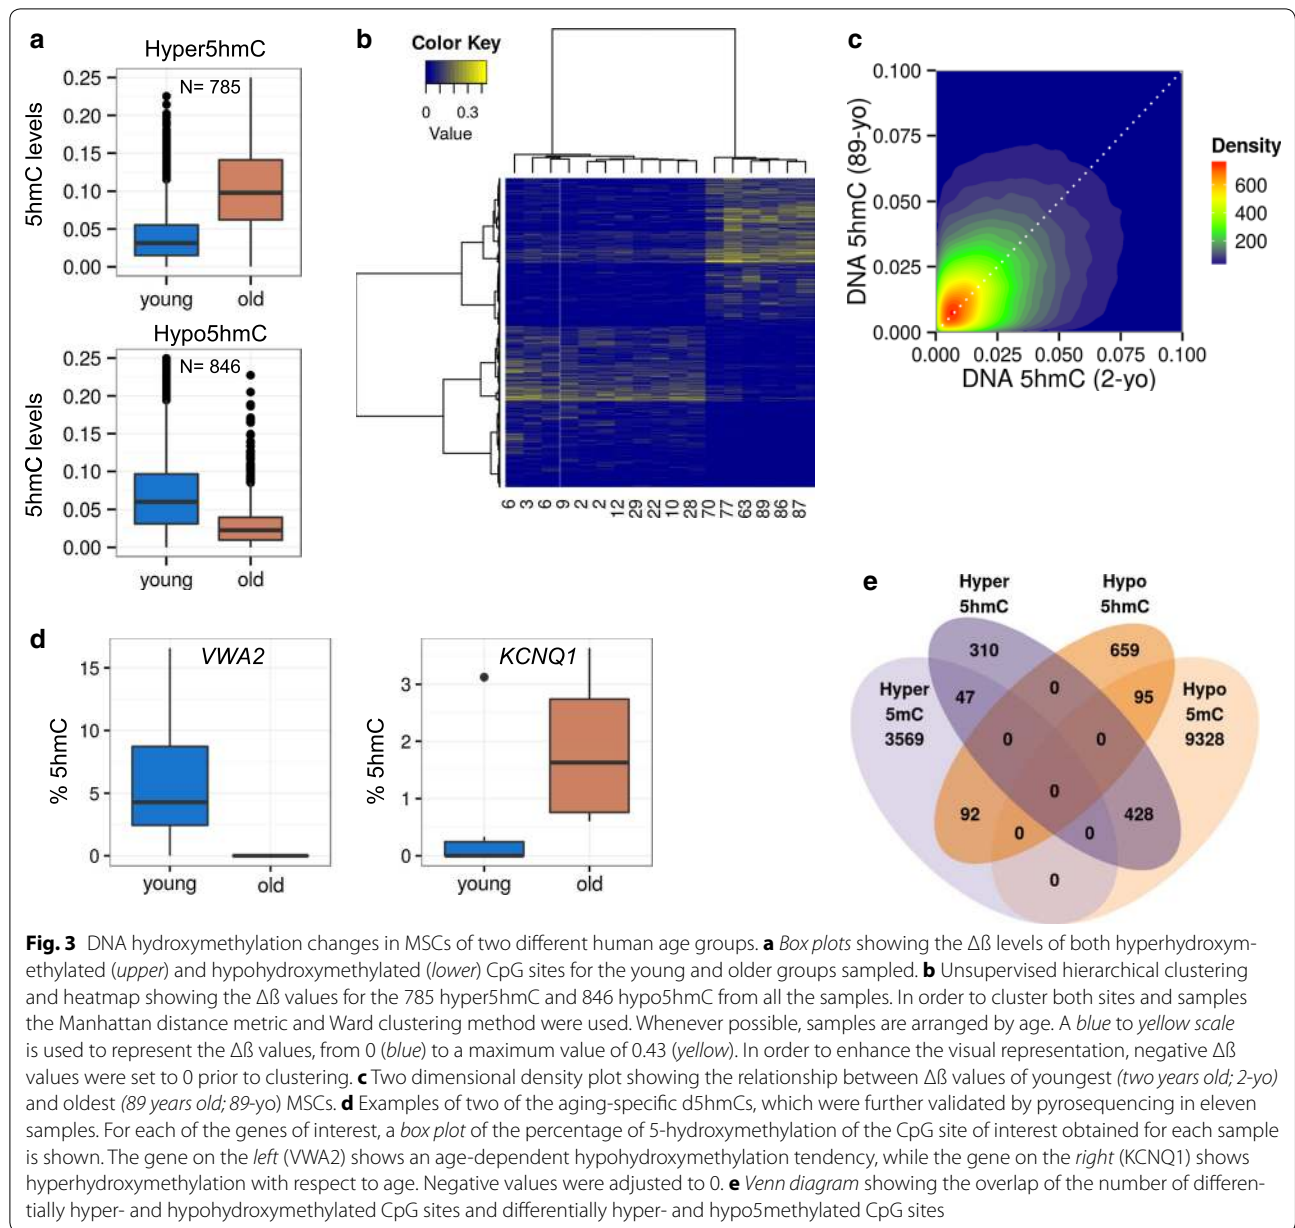 a
Hyper5hmC
N= 785
5hmC levels
0.25
0.20
0.15
0.10
0.05
0.00
young
old
Hypo5hmC
N= 846
5hmC levels
0.25
0.20
0.15
0.10
0.05
0.00
young
old
b
Color Key
0
0.3
Value
6
3
6
9
2
2
12
29
22
10
28
70
77
63
89
86
87
c
DNA 5hmC (89-yo)
0.100
0.075
0.050
0.025
0.000
0.000
0.025
0.050
0.075
0.100
DNA 5hmC (2-yo)
Density
600
400
200
d
VWA2
% 5hmC
15
10
5
0
young
old
KCNQ1
% 5hmC
3
2
1
0
young
old
e
Hyper
5hmC
Hypo
5hmC
310
659
Hyper
5mC
3569
47
0
95
Hypo
5mC
9328
0
0
0
92
0
0
428
0
Fig. 3 DNA hydroxymethylation changes in MSCs of two different human age groups. a Box plots showing the Δß levels of both hyperhydroxym-
ethylated (upper) and hypohydroxymethylated (lower) CpG sites for the young and older groups sampled. b Unsupervised hierarchical clustering
and heatmap showing the Δß values for the 785 hyper5hmC and 846 hypo5hmC from all the samples. In order to cluster both sites and samples
the Manhattan distance metric and Ward clustering method were used. Whenever possible, samples are arranged by age. A blue to yellow scale
is used to represent the Δß values, from 0 (blue) to a maximum value of 0.43 (yellow). In order to enhance the visual representation, negative Δß
values were set to 0 prior to clustering. c Two dimensional density plot showing the relationship between Δß values of youngest (two years old; 2-yo)
and oldest (89 years old; 89-yo) MSCs. d Examples of two of the aging-specific d5hmCs, which were further validated by pyrosequencing in eleven
samples. For each of the genes of interest, a box plot of the percentage of 5-hydroxymethylation of the CpG site of interest obtained for each sample
is shown. The gene on the left (VWA2) shows an age-dependent hypohydroxymethylation tendency, while the gene on the right (KCNQ1) shows
hyperhydroxymethylation with respect to age. Negative values were adjusted to 0. e Venn diagram showing the overlap of the number of differen-
tially hyper- and hypohydroxymethylated CpG sites and differentially hyper- and hypo5methylated CpG sites